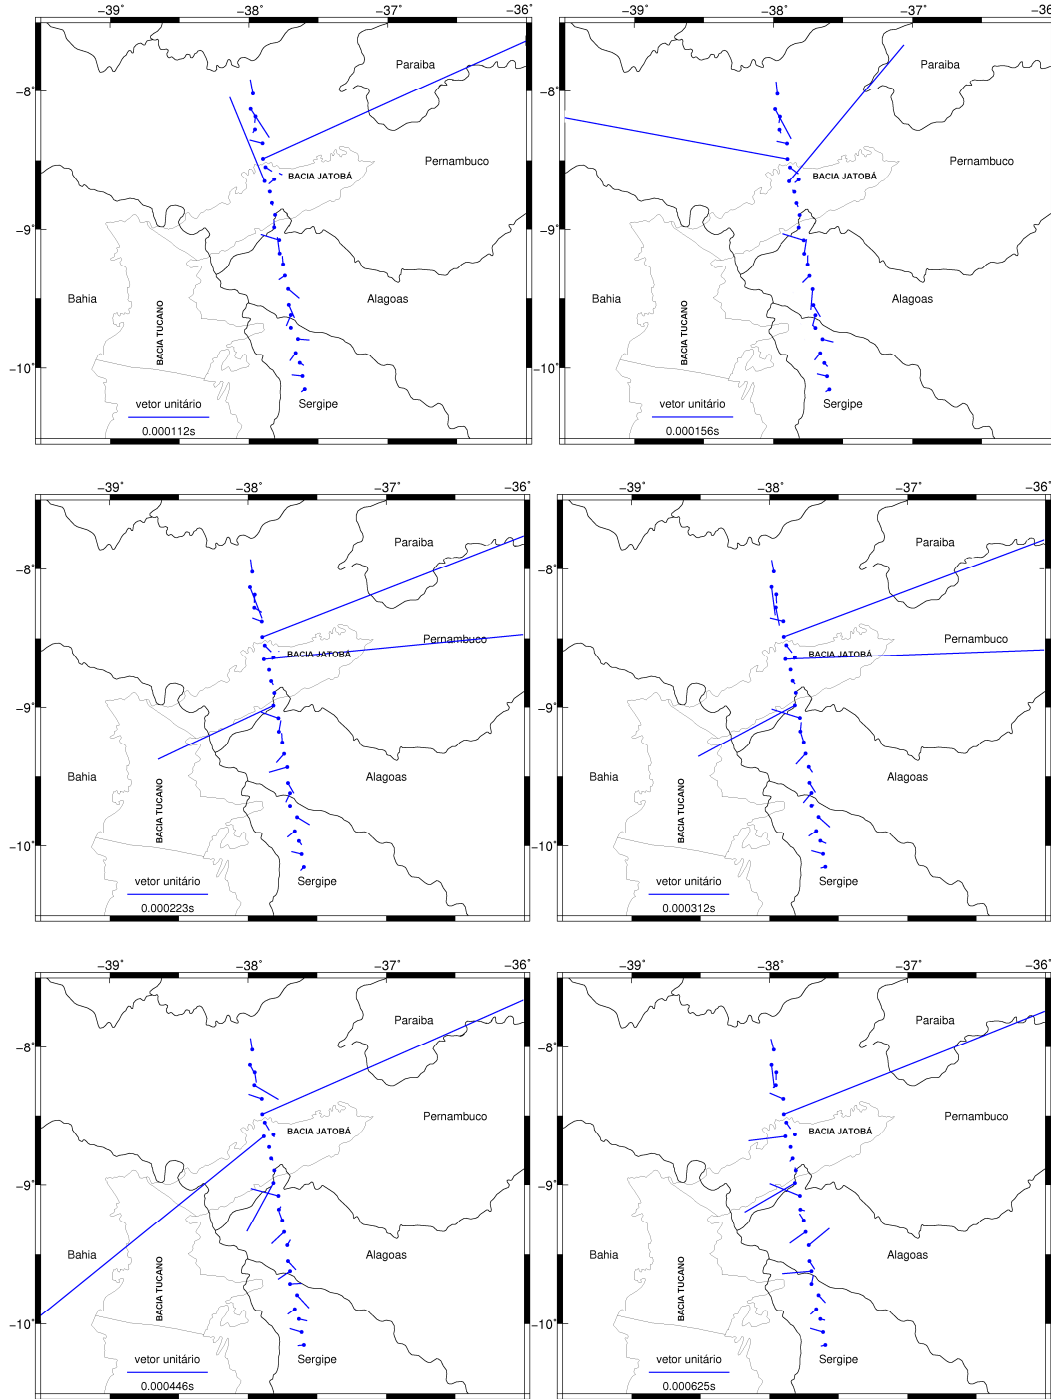 −39˚ −38˚ −37˚ −36˚
−8˚
−9˚
−10˚
Paraiba
Pernambuco
BACIA JATOBÁ
Bahia
BACIA TUCANO
Alagoas
vetor unitário
0.000112s
Sergipe
−39˚ −38˚ −37˚ −36˚
−8˚
−9˚
−10˚
Paraiba
Pernambuco
BACIA JATOBÁ
Bahia
BACIA TUCANO
Alagoas
vetor unitário
0.000156s
Sergipe
−39˚ −38˚ −37˚ −36˚
−8˚
−9˚
−10˚
Paraiba
Pernambuco
BACIA JATOBÁ
Bahia
BACIA TUCANO
Alagoas
vetor unitário
0.000223s
Sergipe
−39˚ −38˚ −37˚ −36˚
−8˚
−9˚
−10˚
Paraiba
Pernambuco
BACIA JATOBÁ
Bahia
BACIA TUCANO
Alagoas
vetor unitário
0.000312s
Sergipe
−39˚ −38˚ −37˚ −36˚
−8˚
−9˚
−10˚
Paraiba
Pernambuco
BACIA JATOBÁ
Bahia
BACIA TUCANO
Alagoas
vetor unitário
0.000446s
Sergipe
−39˚ −38˚ −37˚ −36˚
−8˚
−9˚
−10˚
Paraiba
Pernambuco
BACIA JATOBÁ
Bahia
BACIA TUCANO
Alagoas
vetor unitário
0.000625s
Sergipe